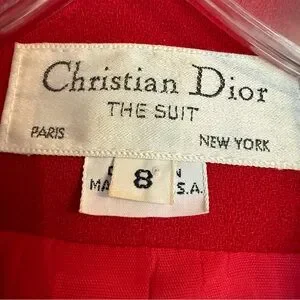 Christian Dior
THE SUIT
PARIS NEW YORK
8
S.A.